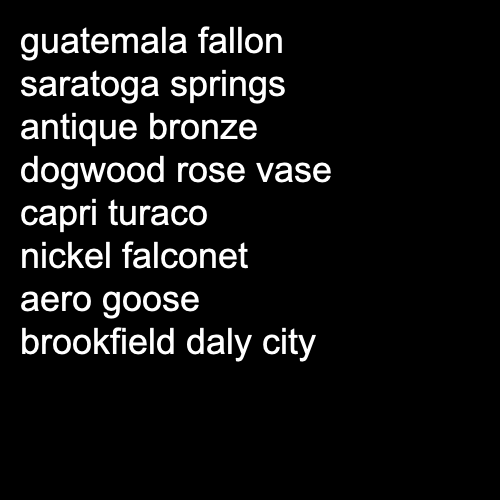 guatemala fallon
saratoga springs
antique bronze
dogwood rose vase
capri turaco
nickel falconet
aero goose
brookfield daly city